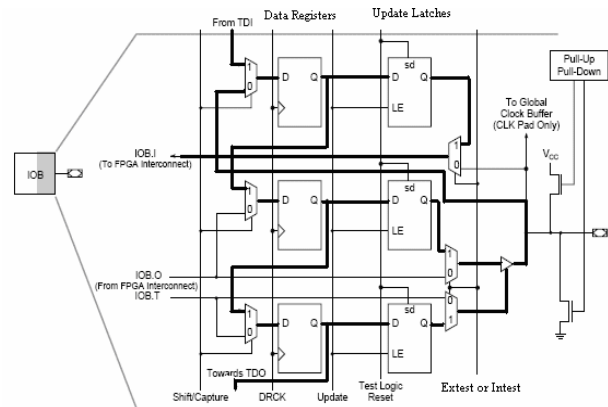 Data Registers
Update Latches
From TDI
Pull-Up
Pull-Down
sd
1
0
D Q
D Q
LE
To Global
Clock Buffer
(CLK Pad Only)
IOB.I
(To FPGA Interconnect)
1
0
VCC
IOB
sd
1
0
D Q
D Q
LE
IOB.O
(From FPGA Interconnect)
IOB.T
1
0
0
1
sd
1
0
D Q
D Q
LE
Towards TDO
Shift/Capture
DRCK
Update
Test Logic
Reset
Extest or Intest